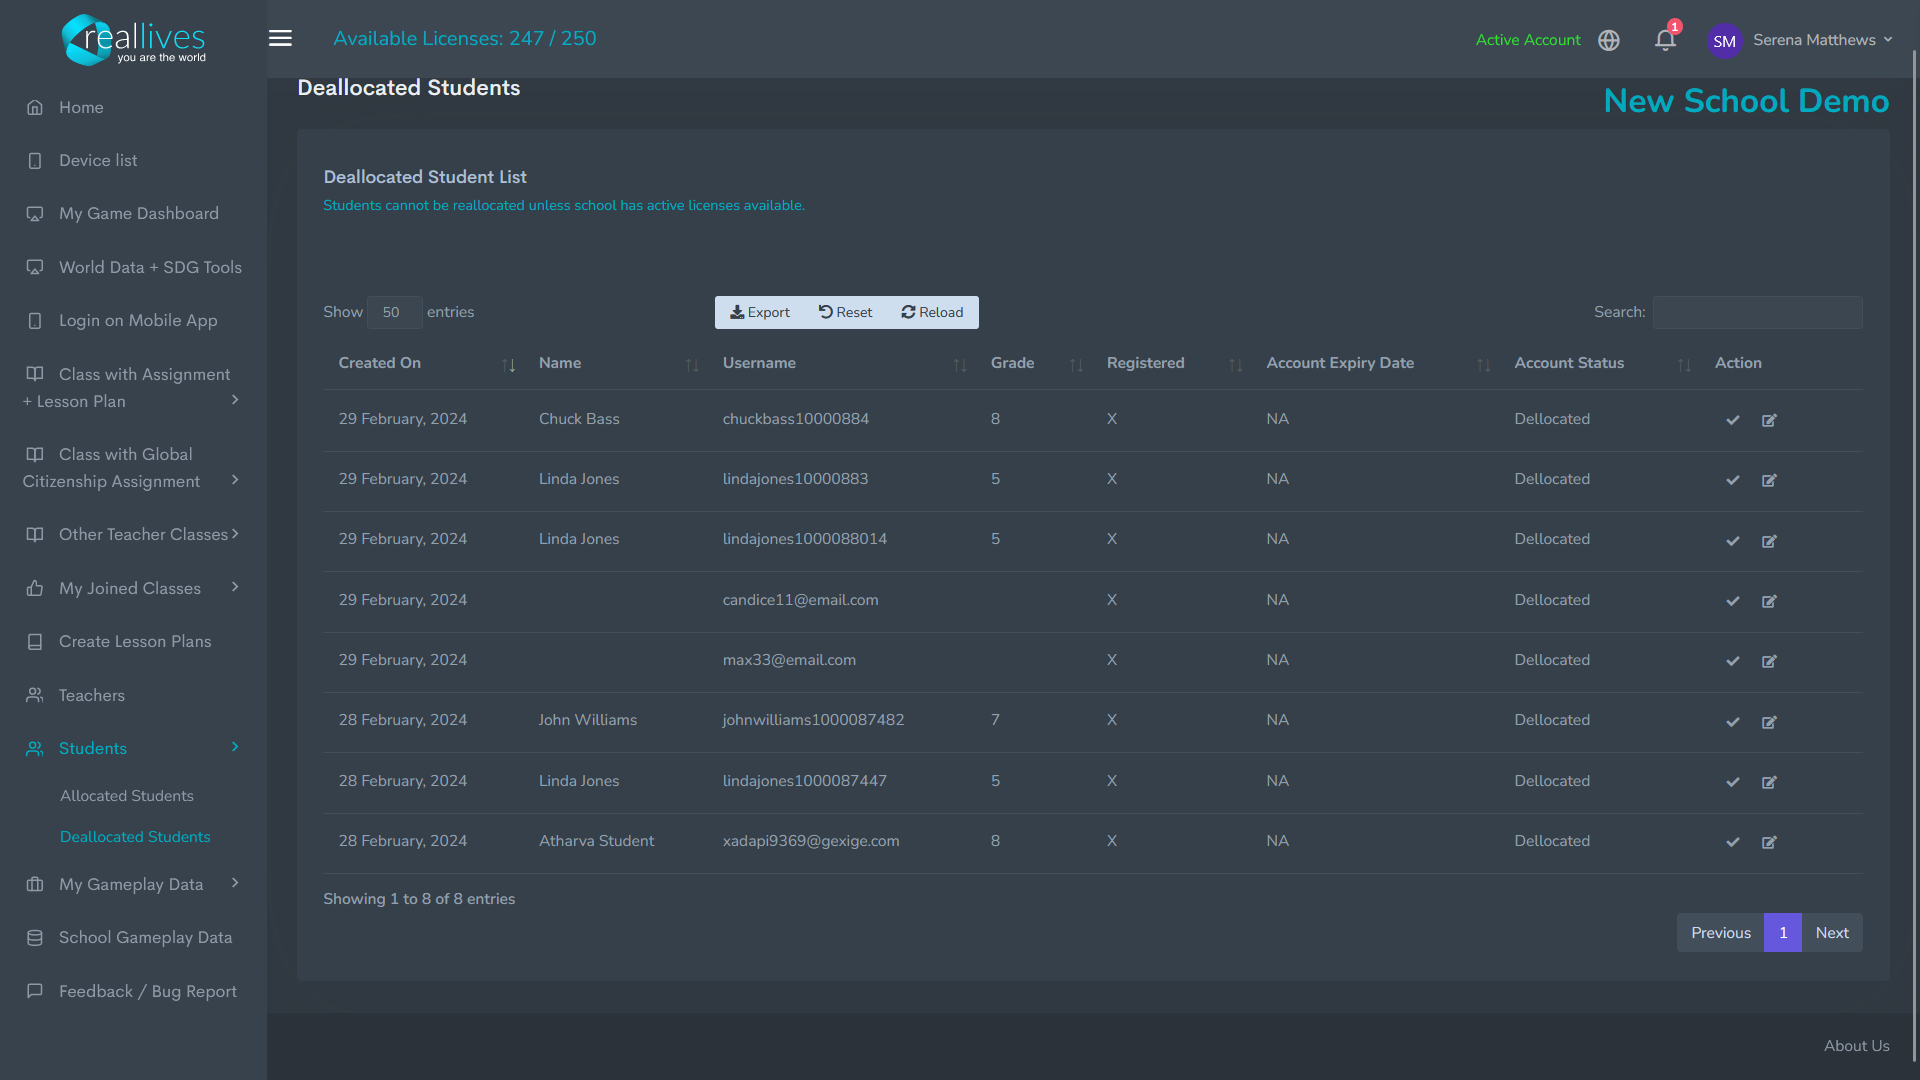 reallives
you are the world
Available Licenses: 247 / 250
Active Account
1
SM
Serena Matthews
Home
Device list
My Game Dashboard
World Data + SDG Tools
Login on Mobile App
Class with Assignment
+ Lesson Plan
Class with Global
Citizenship Assignment
Other Teacher Classes
My Joined Classes
Create Lesson Plans
Teachers
Students
Allocated Students
Deallocated Students
My Gameplay Data
School Gameplay Data
Feedback / Bug Report
Deallocated Students
New School Demo
Deallocated Student List
Students cannot be reallocated unless school has active licenses available.
Show 50 entries
Export Reset Reload
Search:
Created On Name Username Grade Registered Account Expiry Date Account Status Action
29 February, 2024 Chuck Bass chuckbass10000884 8 X NA Dellocated
29 February, 2024 Linda Jones lindajones10000883 5 X NA Dellocated
29 February, 2024 Linda Jones lindajones1000088014 5 X NA Dellocated
29 February, 2024 candice11@email.com X NA Dellocated
29 February, 2024 max33@email.com X NA Dellocated
28 February, 2024 John Williams johnwilliams1000087482 7 X NA Dellocated
28 February, 2024 Linda Jones lindajones1000087447 5 X NA Dellocated
28 February, 2024 Atharva Student xadapi9369@gexige.com 8 X NA Dellocated
Showing 1 to 8 of 8 entries
Previous 1 Next
About Us